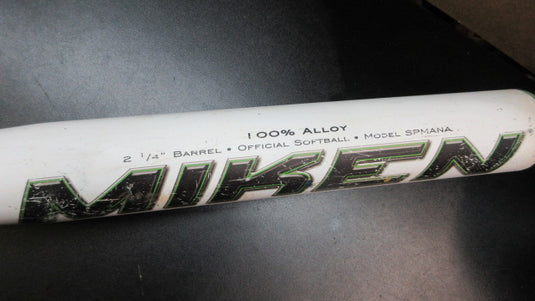 100% ALLOY
2 1/4" BARREL • OFFICIAL SOFTBALL • MODEL SPMANA
MIKEN